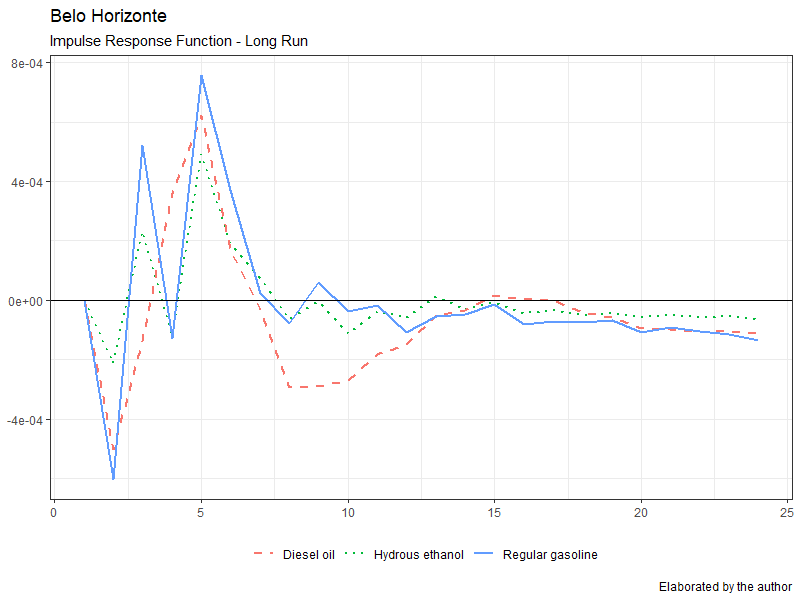 Belo Horizonte
Impulse Response Function - Long Run
8e-04
4e-04
0e+00
-4e-04
0 5 10 15 20 25
Diesel oil Hydrous ethanol Regular gasoline
Elaborated by the author